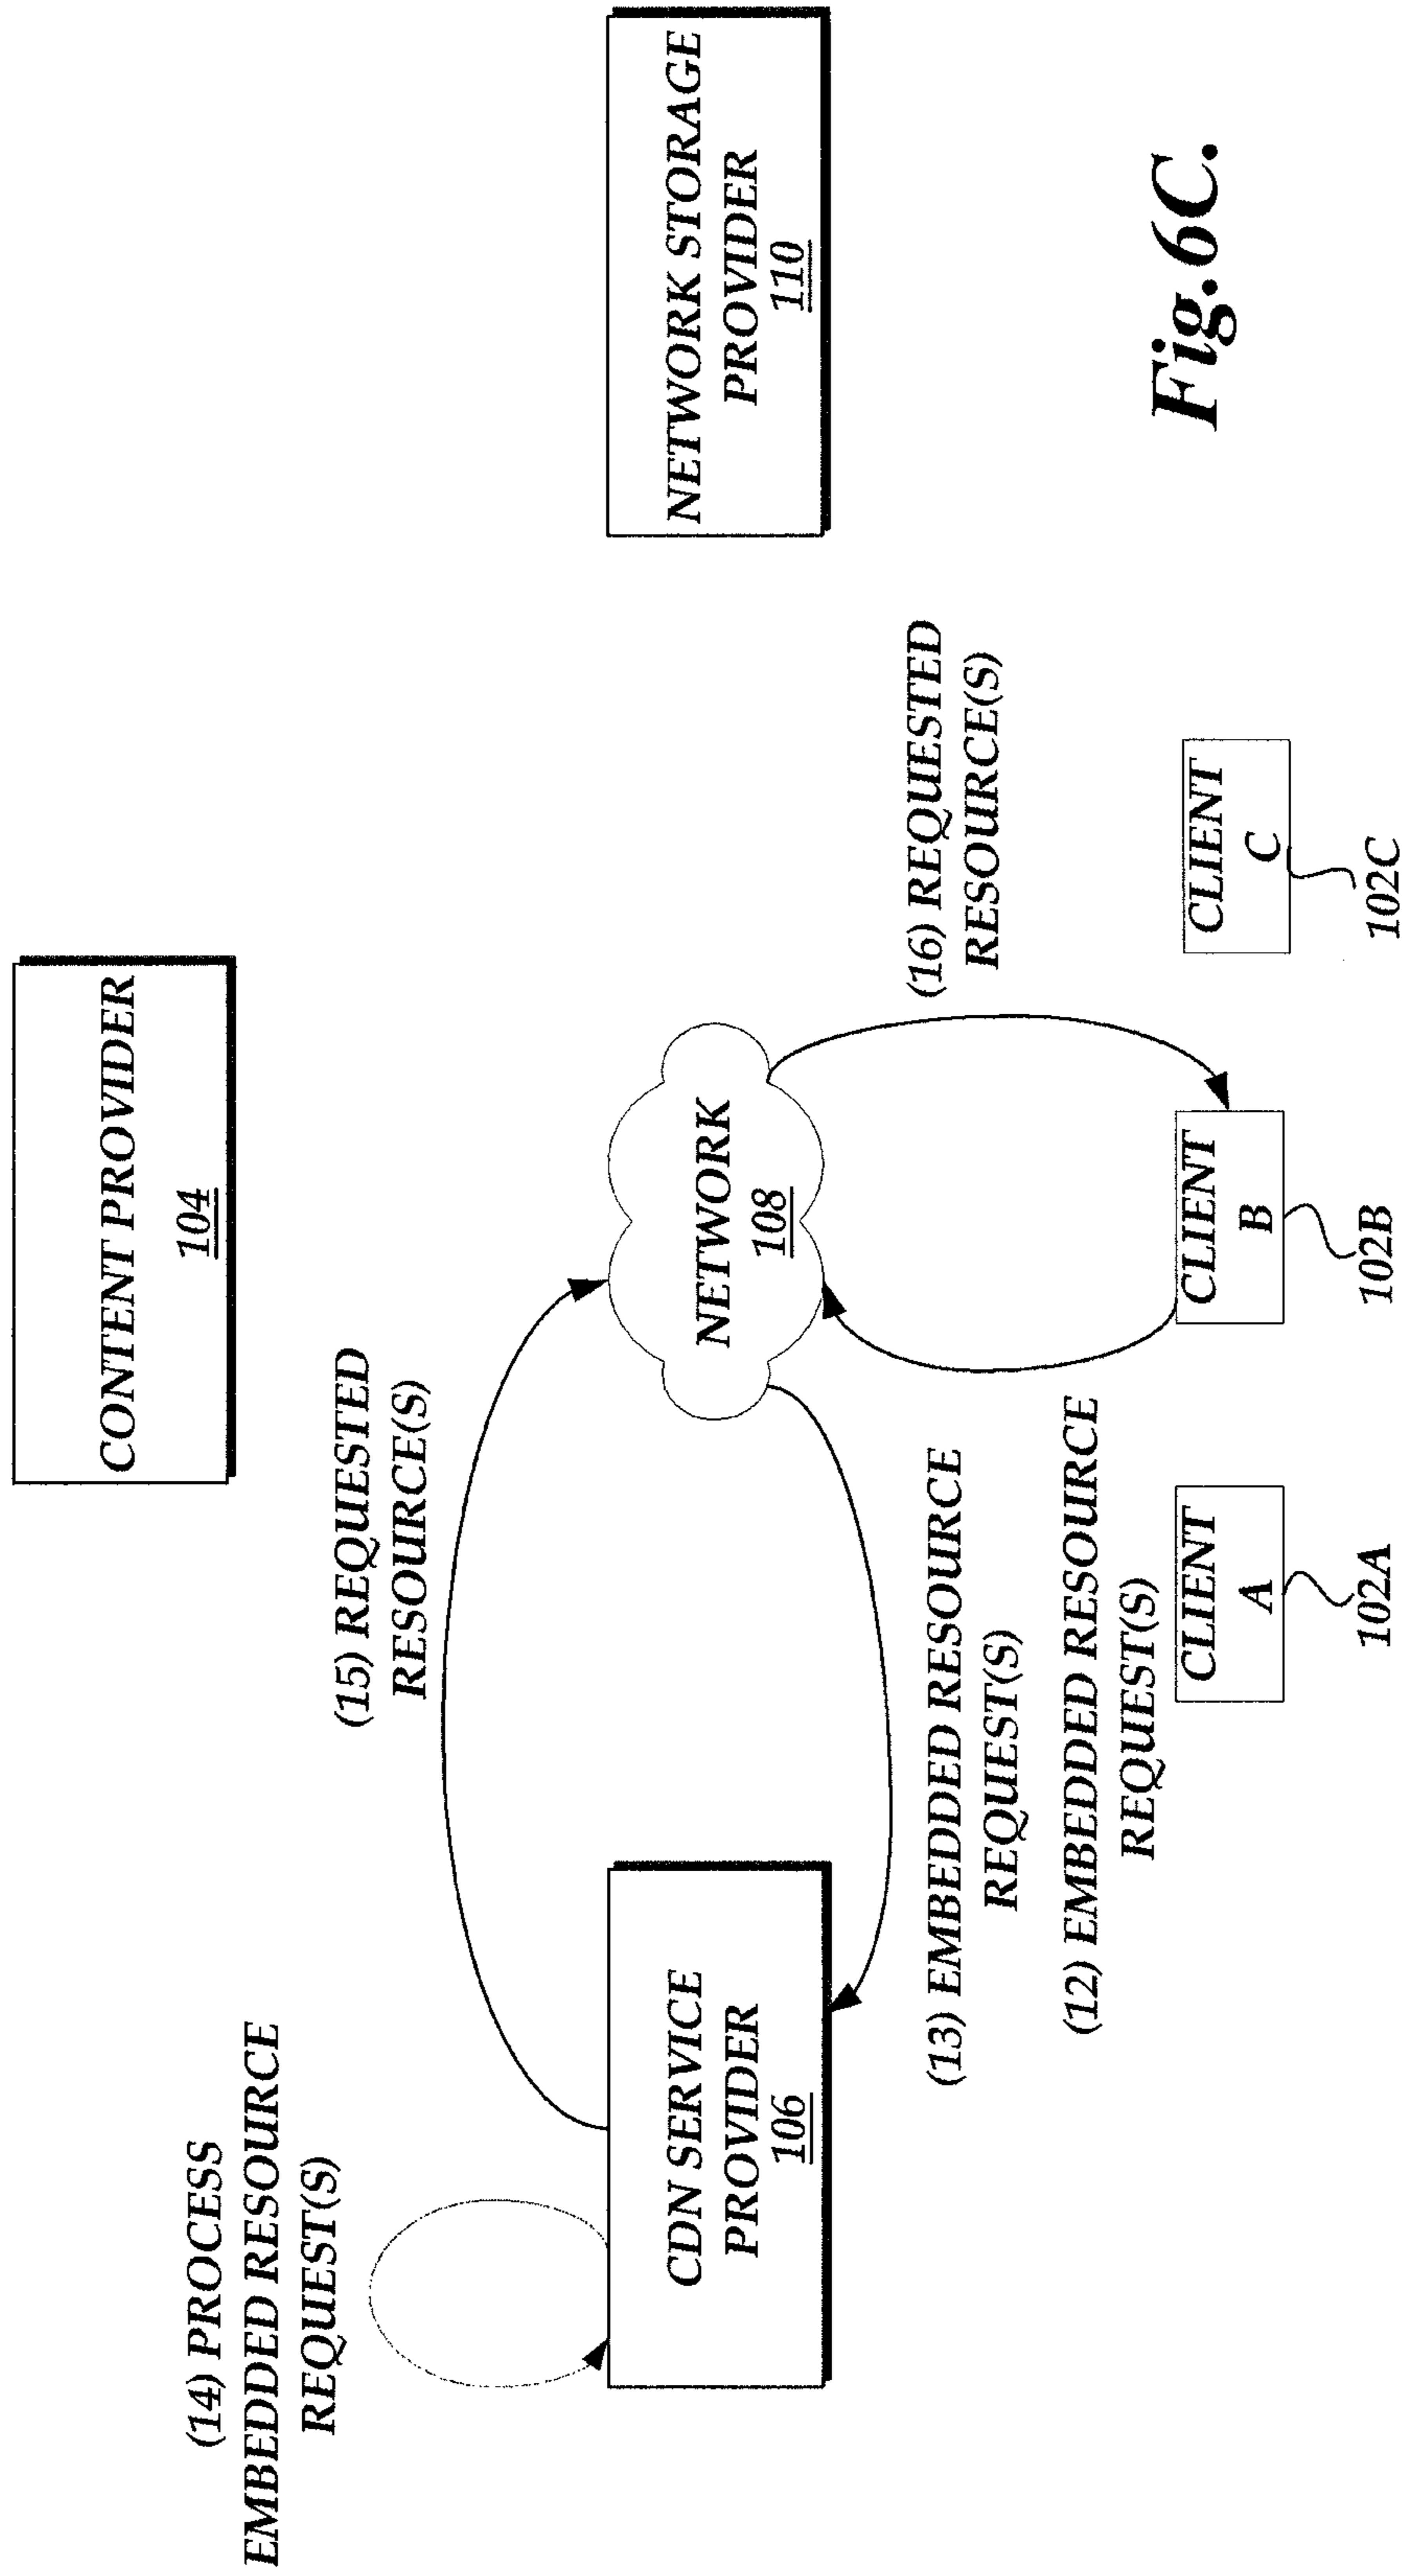 CONTENT PROVIDER
104
(14) PROCESS
EMBEDDED RESOURCE
REQUEST(S)
(15) REQUESTED
RESOURCE(S)
CDN SERVICE
PROVIDER
106
NETWORK
108
NETWORK STORAGE
PROVIDER
110
(13) EMBEDDED RESOURCE
REQUEST(S)
(16) REQUESTED
RESOURCE(S)
(12) EMBEDDED RESOURCE
REQUEST(S)
CLIENT
A
102A
CLIENT
B
102B
CLIENT
C
102C
Fig.6C.